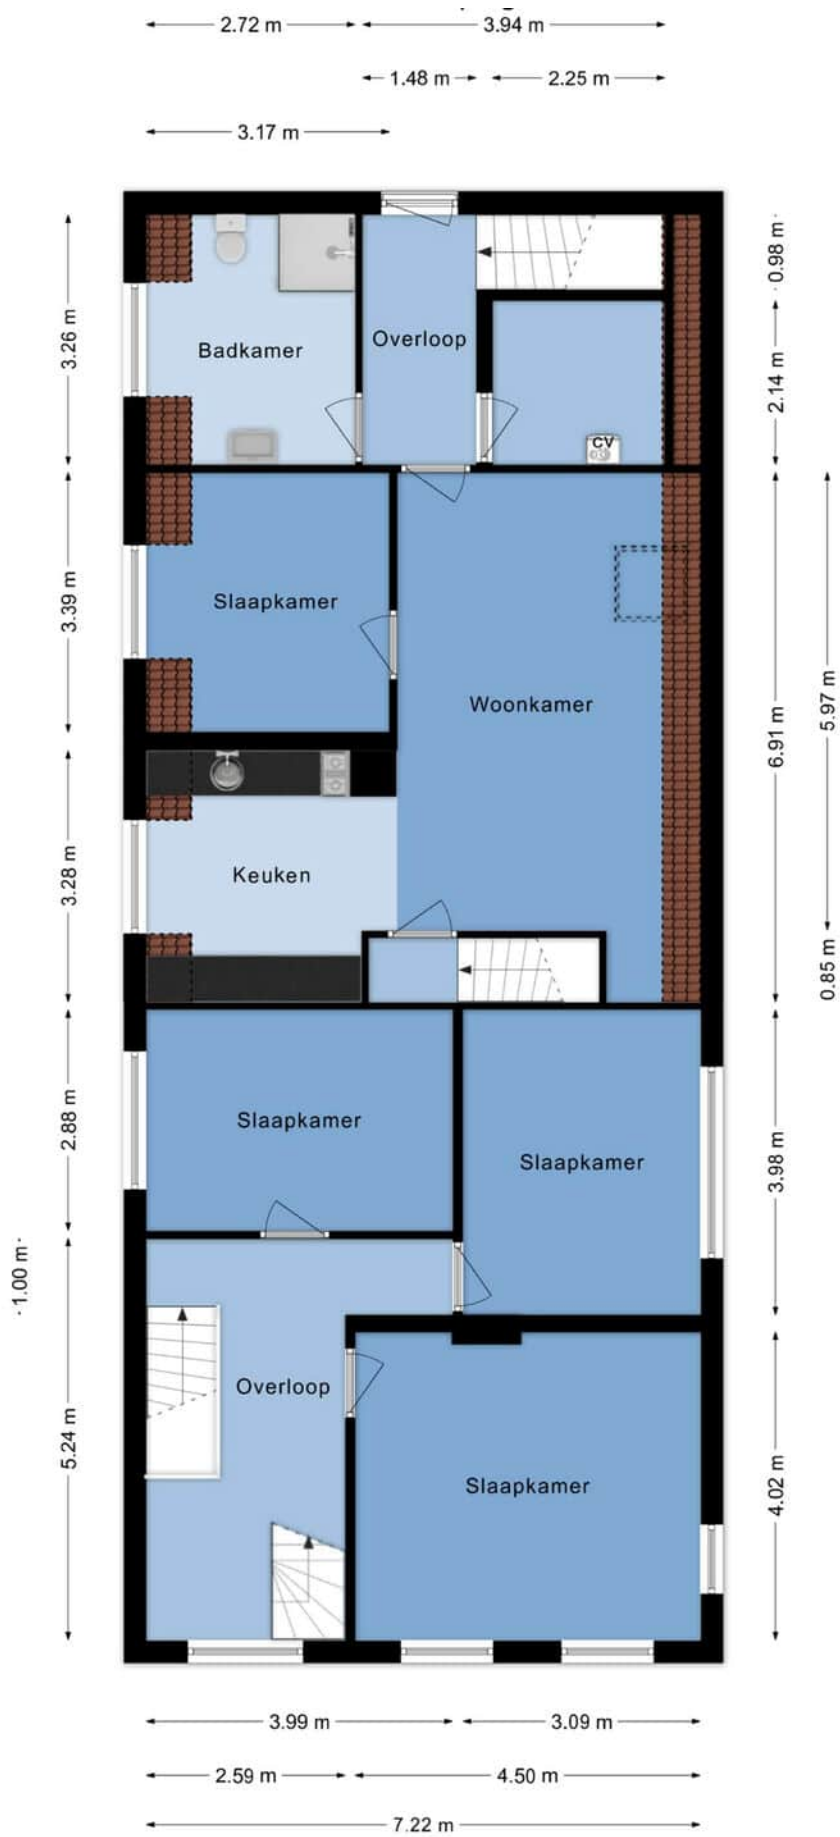 2.72 m
3.94 m
1.48 m
2.25 m
3.17 m
0.98 m
3.26 m
Badkamer
Overloop
2.14 m
CV
3.39 m
Slaapkamer
Woonkamer
6.91 m
5.97 m
3.28 m
Keuken
0.85 m
2.88 m
Slaapkamer
Slaapkamer
3.98 m
1.00 m
5.24 m
Overloop
Slaapkamer
4.02 m
3.99 m
3.09 m
2.59 m
4.50 m
7.22 m